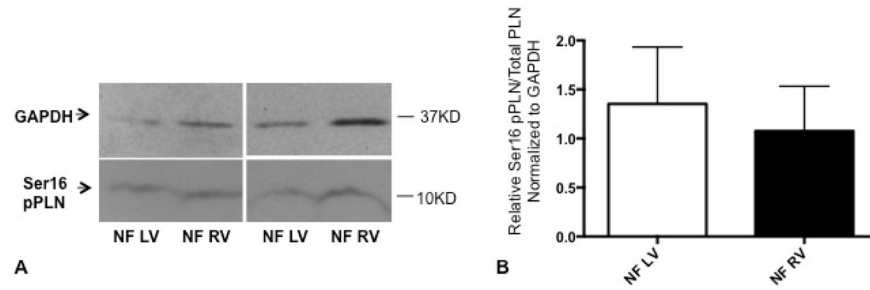 GAPDH
37KD
Ser16
pPLN
10KD
NF LV NF RV NF LV NF RV
A
Relative Ser16 pPLN/Total PLN
Normalized to GAPDH
2.0
1.5
1.0
0.5
0.0
NF LV
NF RV
B